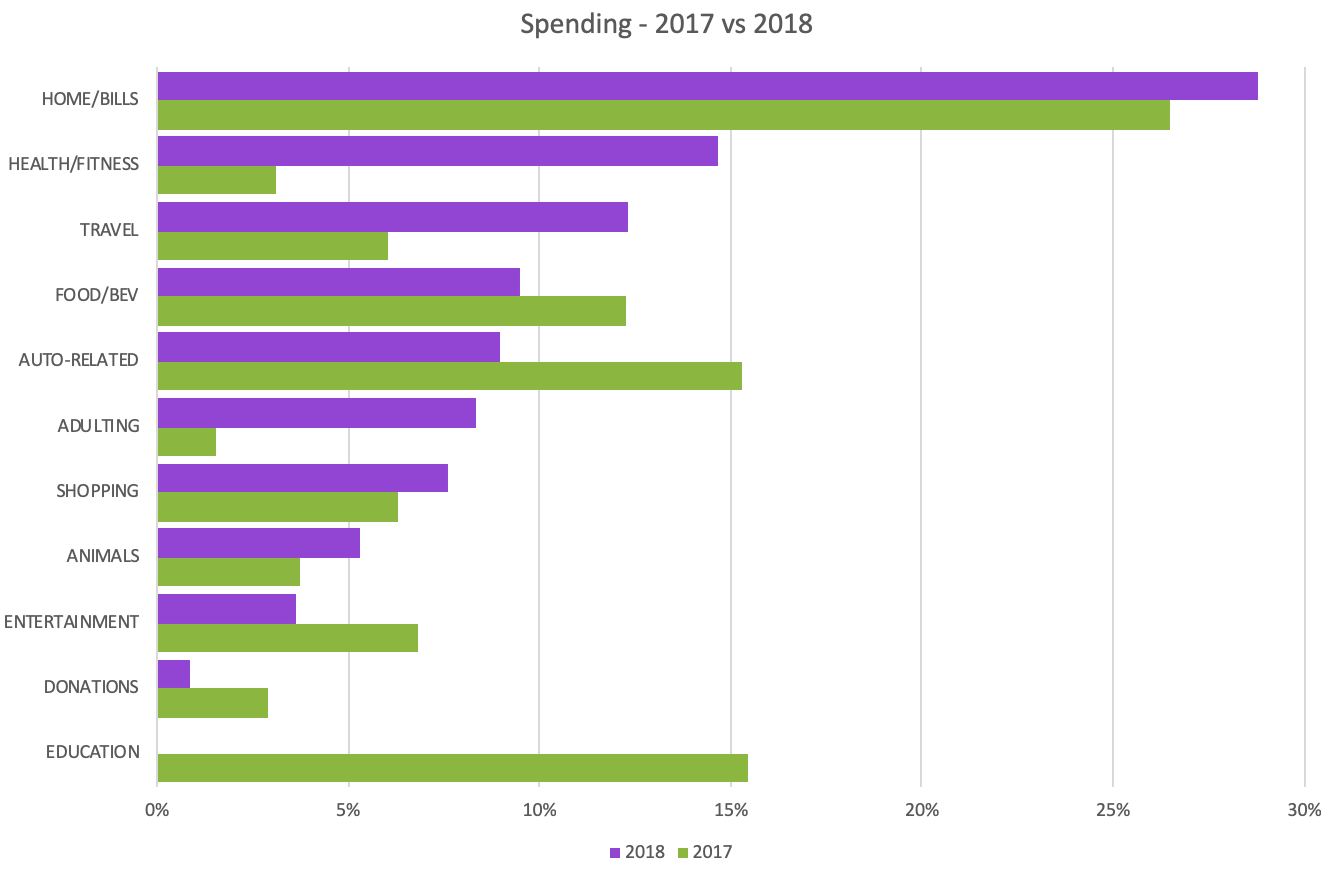 Spending - 2017 vs 2018
HOME/BILLS
HEALTH/FITNESS
TRAVEL
FOOD/BEV
AUTO-RELATED
ADULTING
SHOPPING
ANIMALS
ENTERTAINMENT
DONATIONS
EDUCATION
0% 5% 10% 15% 20% 25% 30%
2018 2017